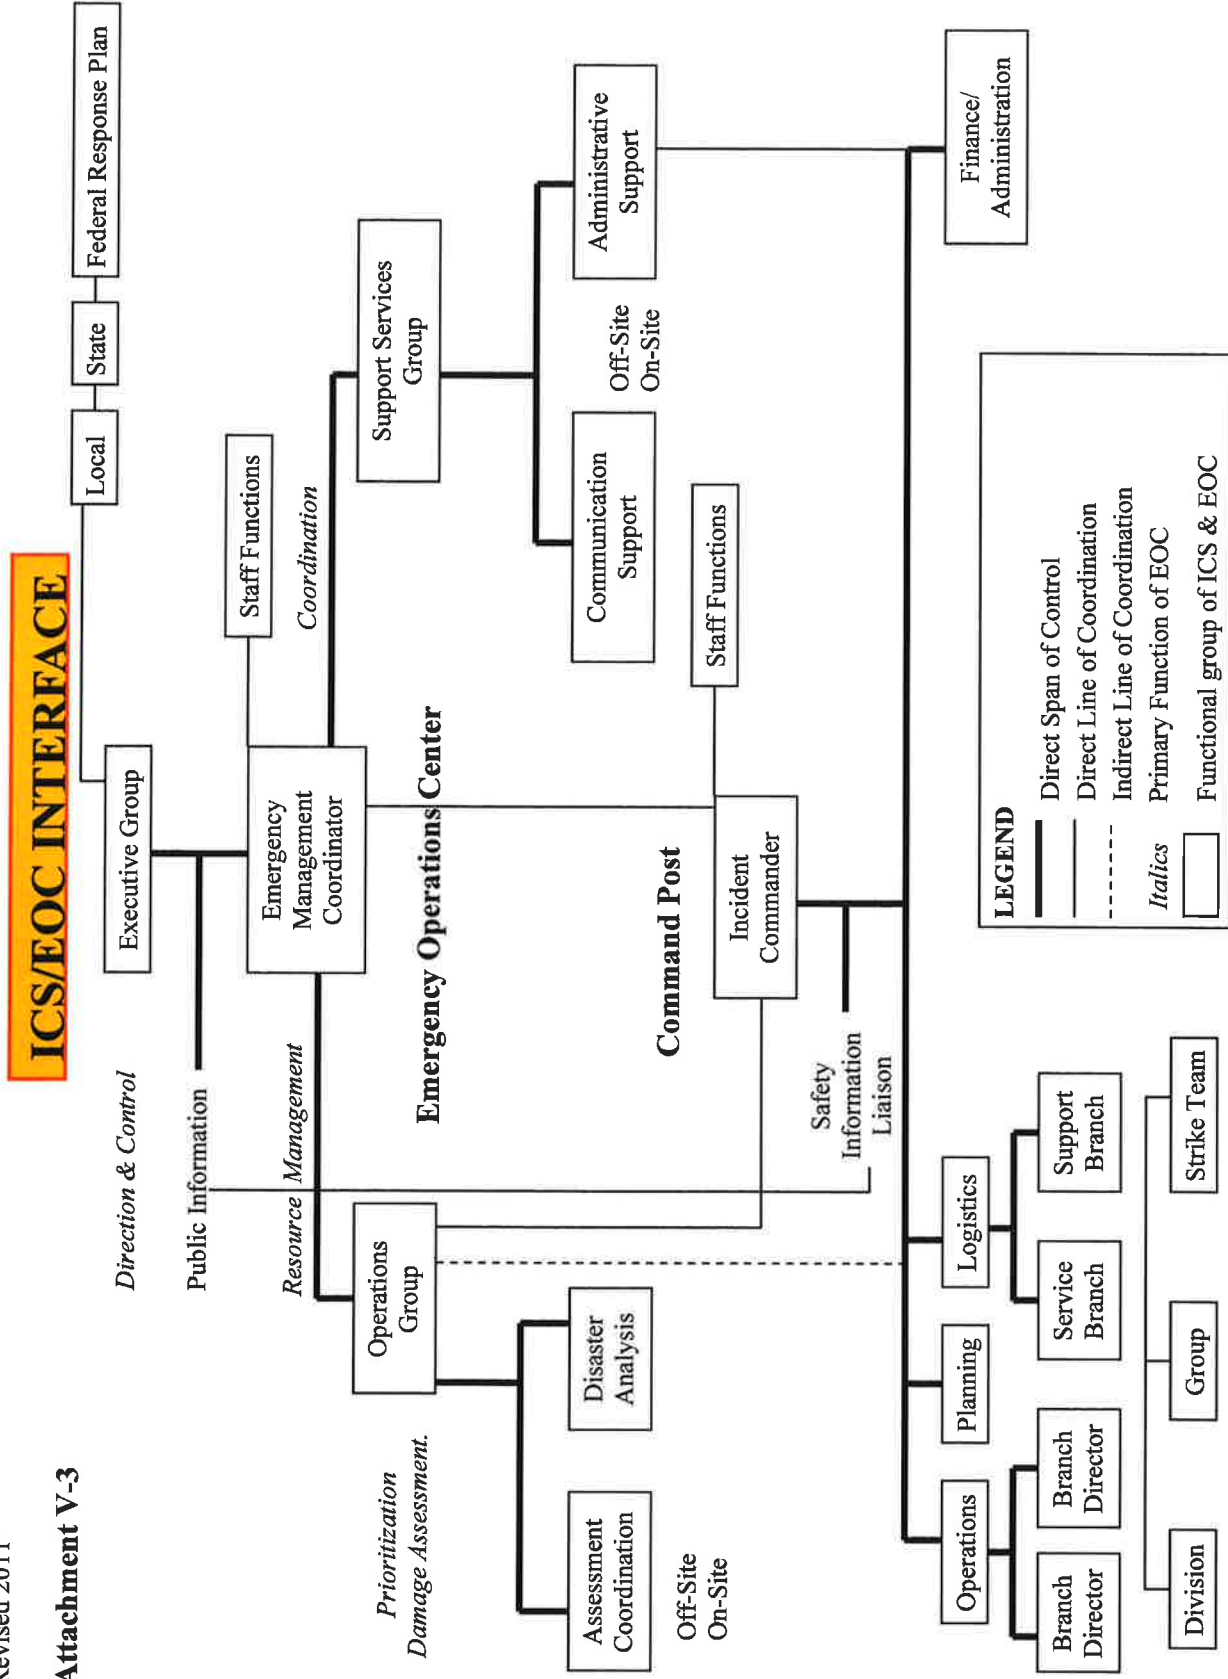 Revised 2011
Attachment V-3
ICS/EOC INTERFACE
Local
State
Federal Response Plan
Direction & Control
Executive Group
Public Information
Staff Functions
Emergency
Management
Coordinator
Resource Management
Coordination
Operations
Group
Support Services
Group
Prioritization
Damage Assessment.
Emergency Operations Center
Assessment
Coordination
Disaster
Analysis
Communication
Support
Off-Site
On-Site
Administrative
Support
Off-Site
On-Site
Command Post
Staff Functions
Incident
Commander
Safety
Information
Liaison
Operations
Planning
Logistics
Finance/
Administration
Branch
Director
Branch
Director
Service
Branch
Support
Branch
Division
Group
Strike Team
LEGEND
Direct Span of Control
Direct Line of Coordination
Indirect Line of Coordination
Italics Primary Function of EOC
Functional group of ICS & EOC